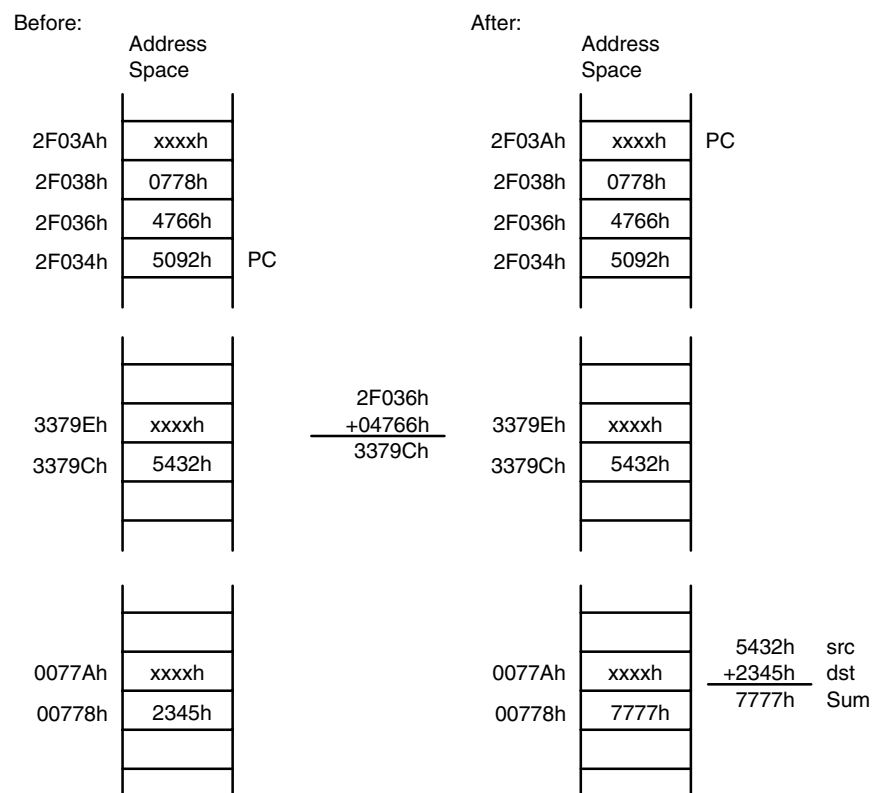 Before:
Address
Space
2F03Ah xxxxh
2F038h 0778h
2F036h 4766h
2F034h 5092h PC
3379Eh xxxxh
3379Ch 5432h
0077Ah xxxxh
00778h 2345h
2F036h
+04766h
3379Ch
After:
Address
Space
2F03Ah xxxxh PC
2F038h 0778h
2F036h 4766h
2F034h 5092h
3379Eh xxxxh
3379Ch 5432h
0077Ah xxxxh
00778h 7777h
5432h src
+2345h dst
7777h Sum